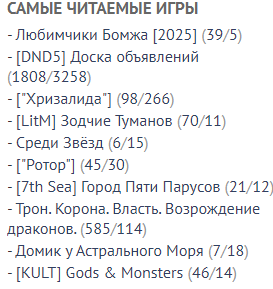 САМЫЕ ЧИТАЕМЫЕ ИГРЫ
- Любимчики Бомжа [2025] (39/5)
- [DND5] Доска объявлений
(1808/3258)
- ["Хризалида"] (98/266)
- [LitM] Зодчие Туманов (70/11)
- Среди Звёзд (6/15)
- ["Ротор"] (45/30)
- [7th Sea] Город Пяти Парусов (21/12)
- Трон. Корона. Власть. Возрождение
драконов. (585/114)
- Домик у Астрального Моря (7/18)
- [KULT] Gods & Monsters (46/14)